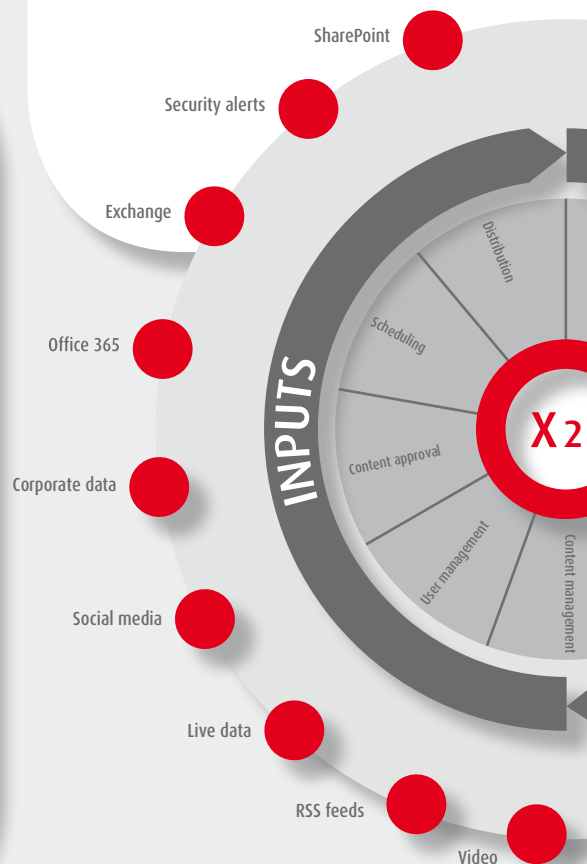 SharePoint
Security alerts
Exchange
Office 365
Corporate data
Social media
Live data
RSS feeds
Video
INPUTS
Distribution
Scheduling
Content approval
User management
Content management
X2